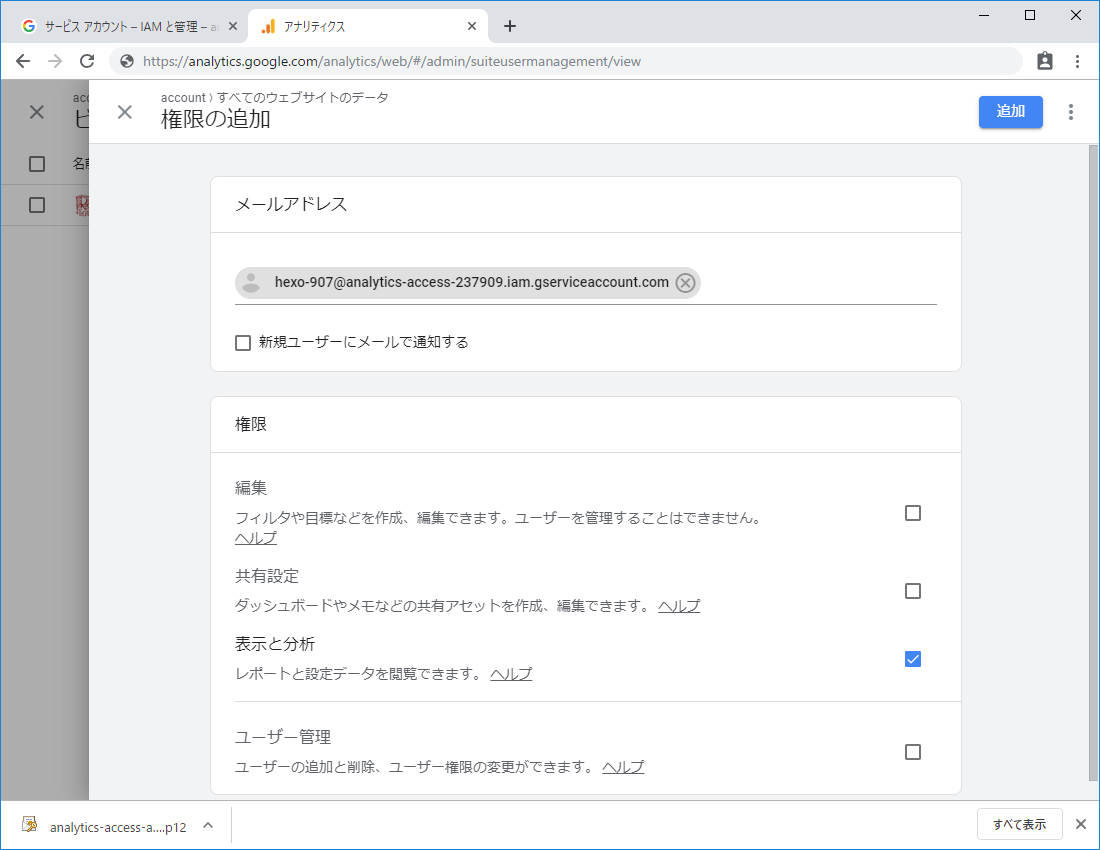 サービス アカウント – IAM と管理 – a
アナリティクス
https://analytics.google.com/analytics/web/#/admin/suiteusermanagement/view
acc
ビ
名前
account 〉すべてのウェブサイトのデータ
権限の追加
追加
メールアドレス
hexo-907@analytics-access-237909.iam.gserviceaccount.com
新規ユーザーにメールで通知する
権限
編集
フィルタや目標などを作成、編集できます。ユーザーを管理することはできません。
ヘルプ
共有設定
ダッシュボードやメモなどの共有アセットを作成、編集できます。 ヘルプ
表示と分析
レポートと設定データを閲覧できます。 ヘルプ
ユーザー管理
ユーザーの追加と削除、ユーザー権限の変更ができます。 ヘルプ
analytics-access-a....p12
すべて表示